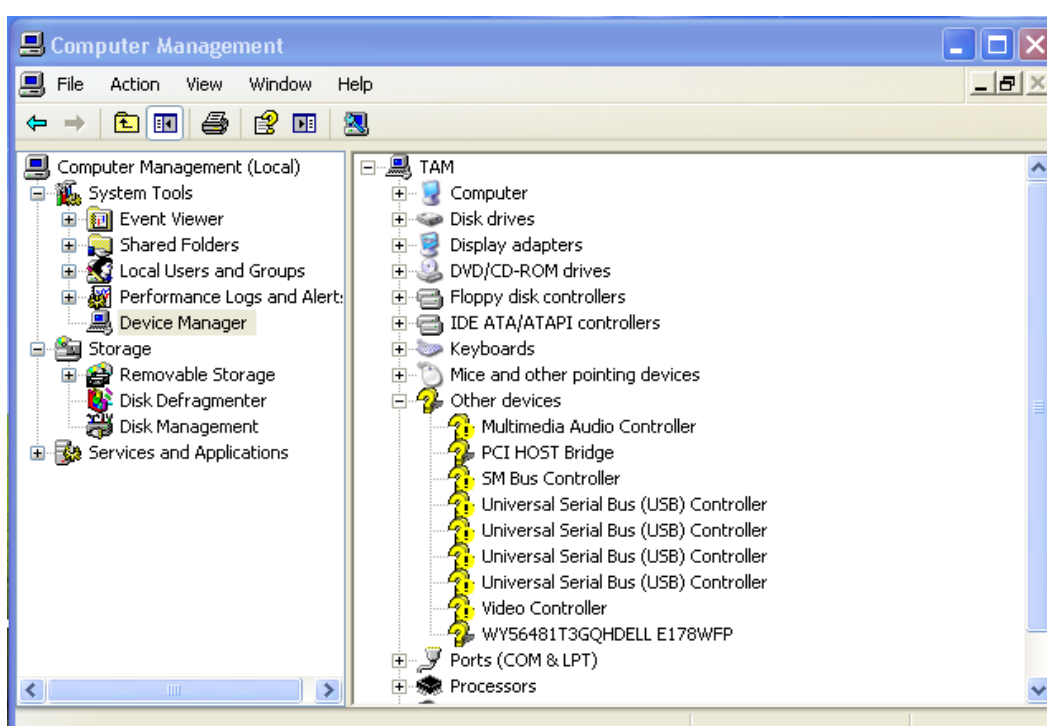 Computer Management
File Action View Window Help
Computer Management (Local)
System Tools
Event Viewer
Shared Folders
Local Users and Groups
Performance Logs and Alert
Device Manager
Storage
Removable Storage
Disk Defragmenter
Disk Management
Services and Applications
TAM
Computer
Disk drives
Display adapters
DVD/CD-ROM drives
Floppy disk controllers
IDE ATA/ATAPI controllers
Keyboards
Mice and other pointing devices
Other devices
Multimedia Audio Controller
PCI HOST Bridge
SM Bus Controller
Universal Serial Bus (USB) Controller
Universal Serial Bus (USB) Controller
Universal Serial Bus (USB) Controller
Universal Serial Bus (USB) Controller
Video Controller
WY56481T3GQHDELL E178WFP
Ports (COM & LPT)
Processors